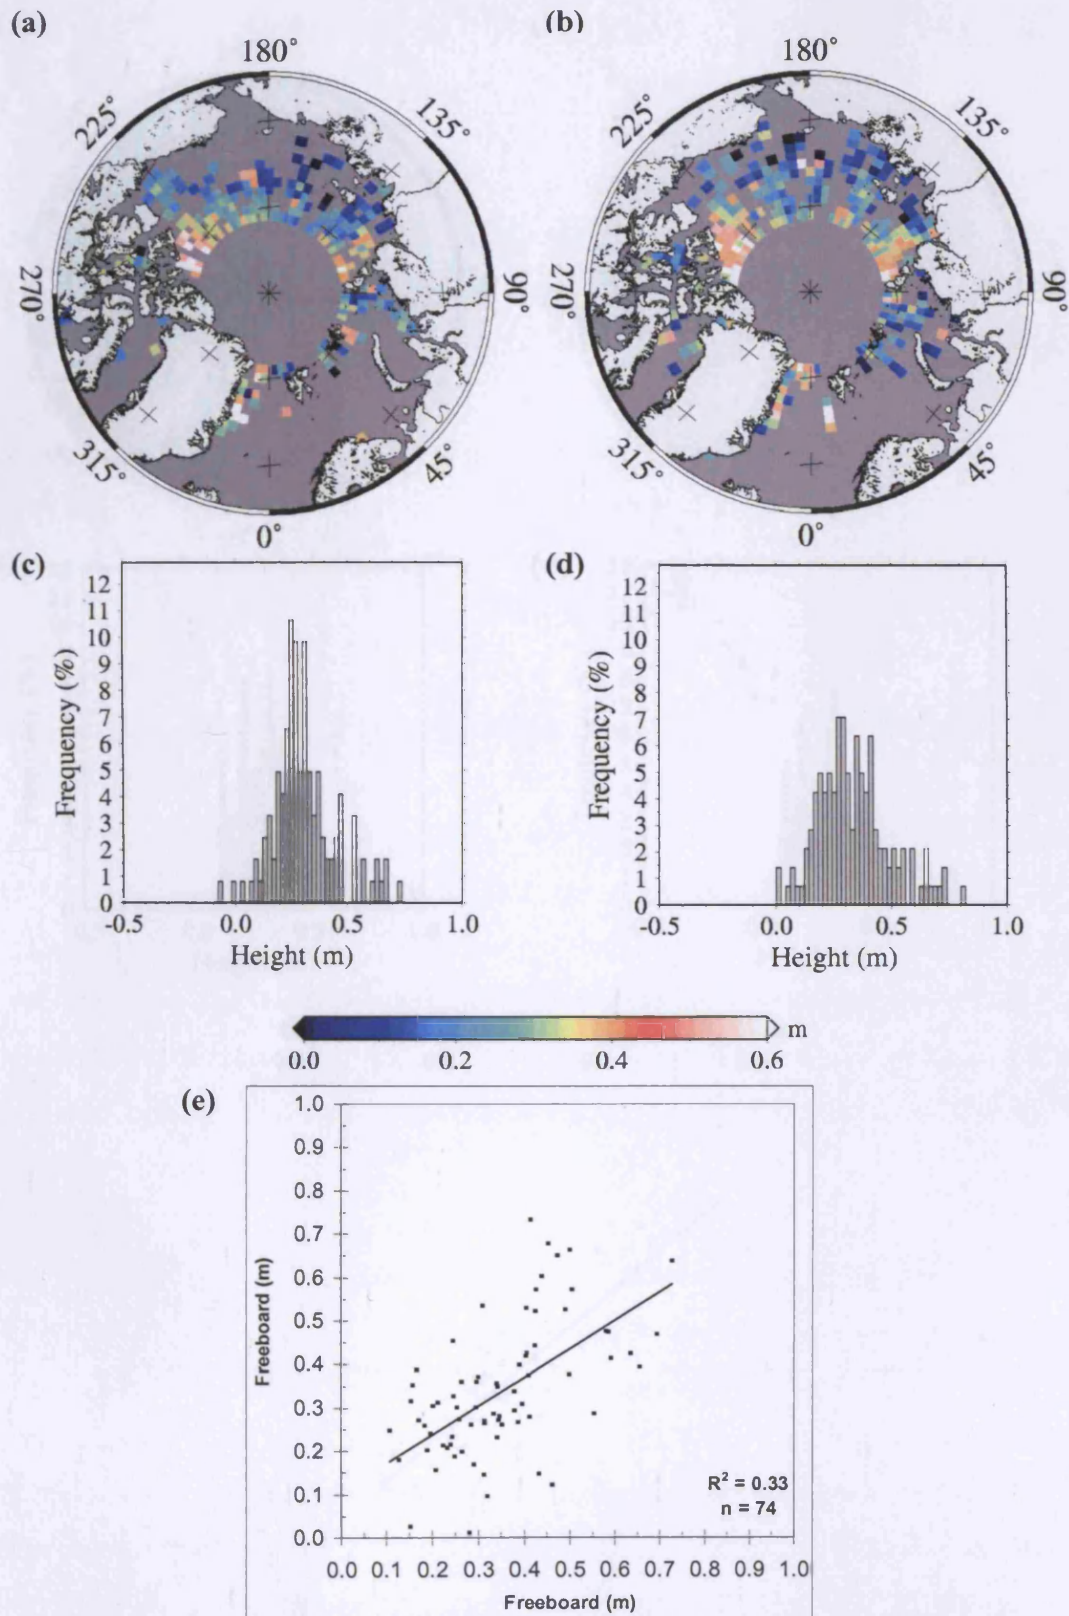 (a)
(b)
180°
135°
90°
45°
0°
315°
270°
225°
180°
135°
90°
45°
0°
315°
270°
225°
(c)
(d)
12
11
10
9
8
7
6
5
4
3
2
1
0
Frequency (%)
-0.5 0.0 0.5 1.0
Height (m)
12
11
10
9
8
7
6
5
4
3
2
1
0
Frequency (%)
-0.5 0.0 0.5 1.0
Height (m)
m
0.0 0.2 0.4 0.6
(e)
1.0
0.9
0.8
0.7
0.6
0.5
0.4
0.3
0.2
0.1
0.0
Freeboard (m)
R² = 0.33
n = 74
0.0 0.1 0.2 0.3 0.4 0.5 0.6 0.7 0.8 0.9 1.0
Freeboard (m)